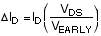 ΔI_D = I_D (V_DS / V_EARLY)